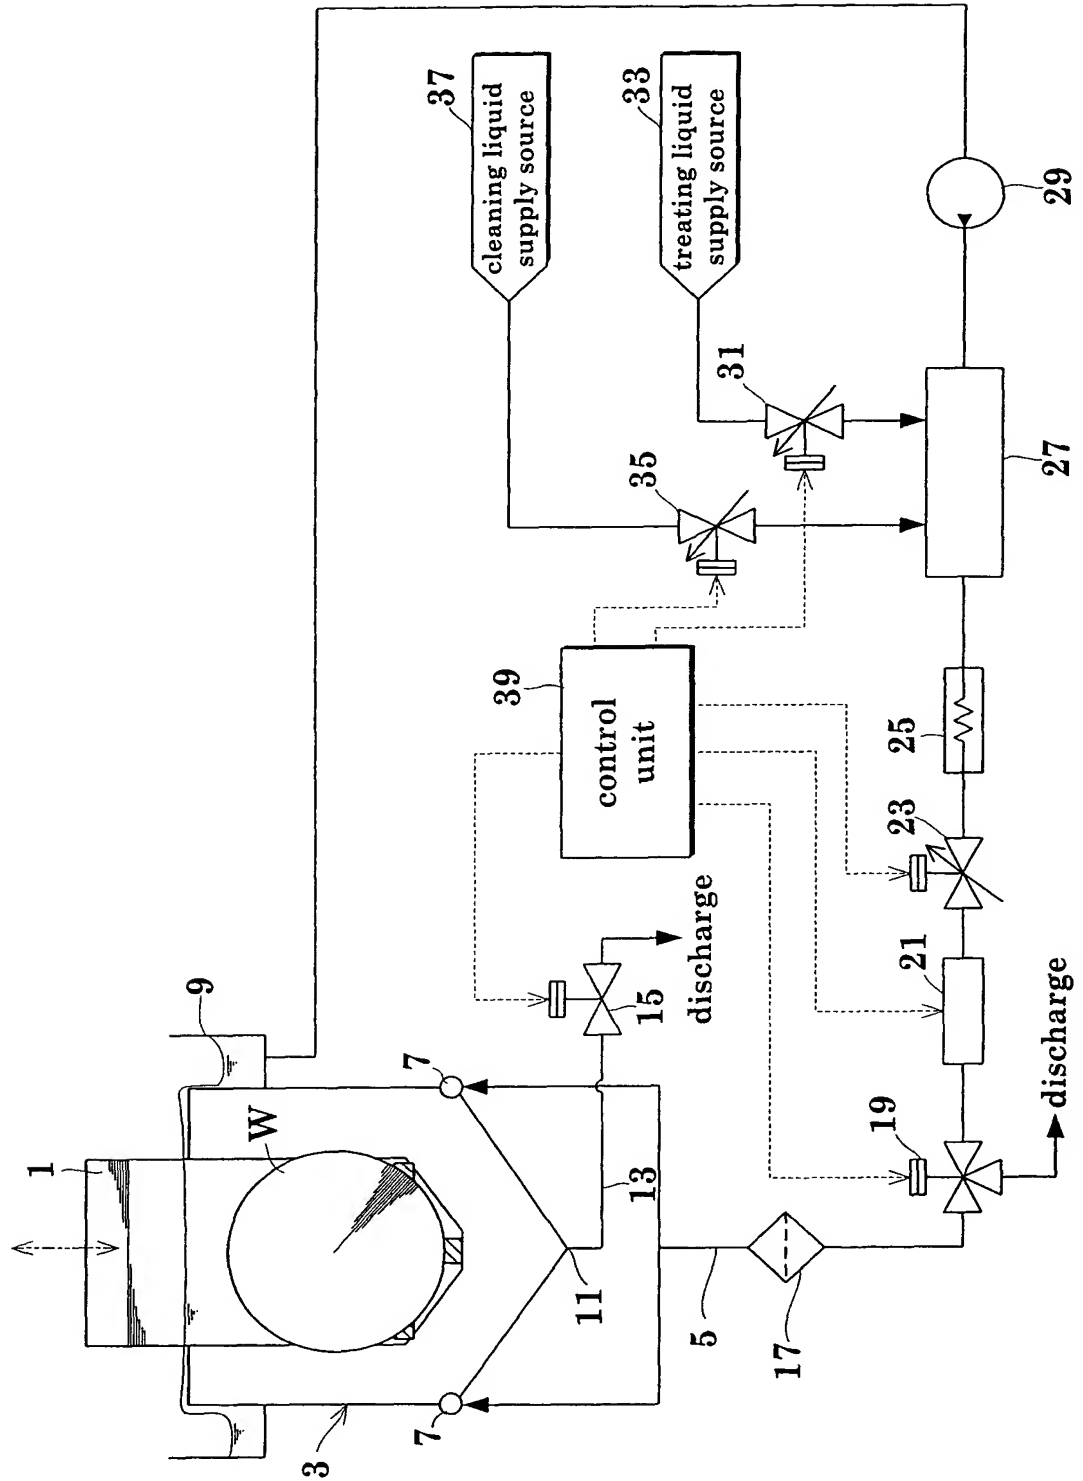 37
cleaning liquid
supply source
33
treating liquid
supply source
29
31
35
27
39
control
unit
25
23
21
19
discharge
15
discharge
9
7
W
1
13
11
5
17
7
3